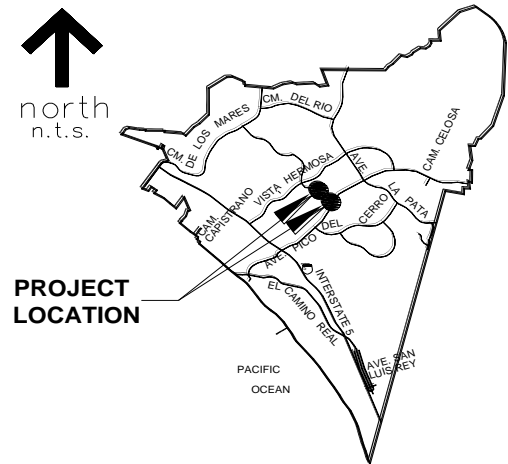 north
n.t.s.
CM. DE LOS MARES
CM. DEL RIO
CAM. CELOSA
VISTA HERMOSA
AVE
LA PATA
CAM.
CAPISTRANO
AVE. PICO
DEL CERRO
PROJECT
LOCATION
INTERSTATE 5
EL CAMINO REAL
AVE. SAN
LUIS REY
PACIFIC
OCEAN